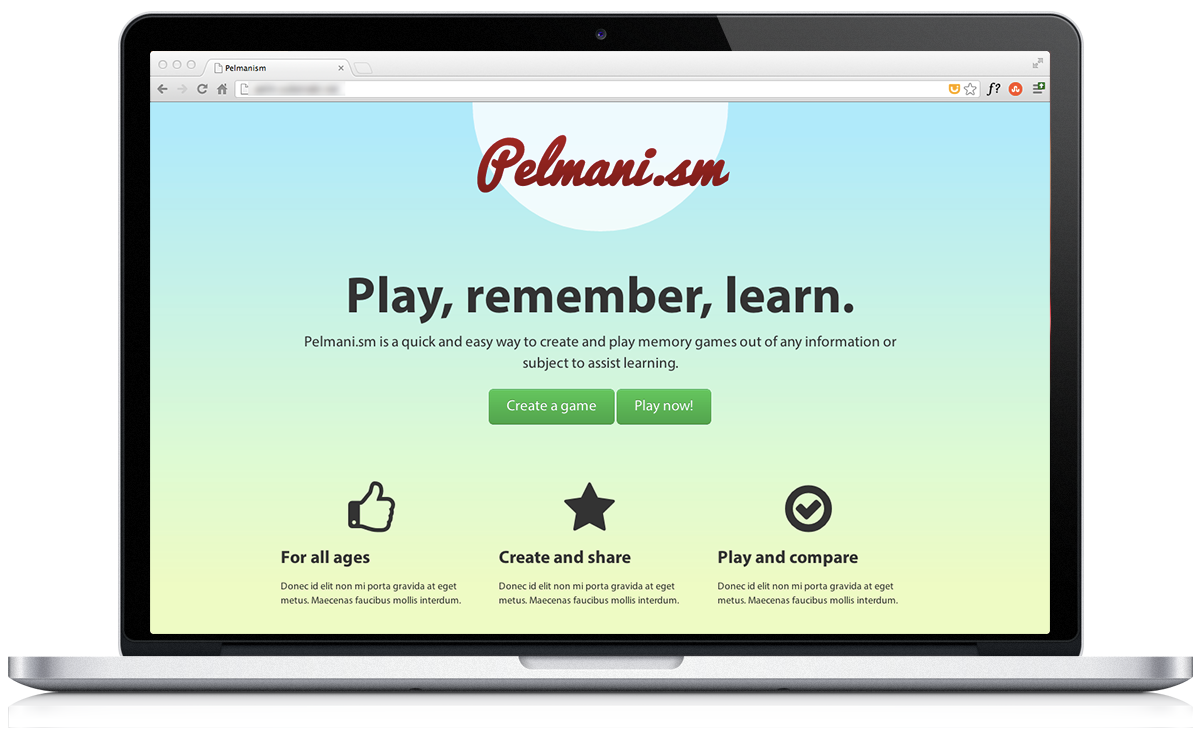 Pelmanism
f?
Pelmani.sm
Play, remember, learn.
Pelmani.sm is a quick and easy way to create and play memory games out of any information or
subject to assist learning.
Create a game Play now!
For all ages Create and share Play and compare
Donec id elit non mi porta gravida at eget
metus. Maecenas faucibus mollis interdum.
Donec id elit non mi porta gravida at eget
metus. Maecenas faucibus mollis interdum.
Donec id elit non mi porta gravida at eget
metus. Maecenas faucibus mollis interdum.